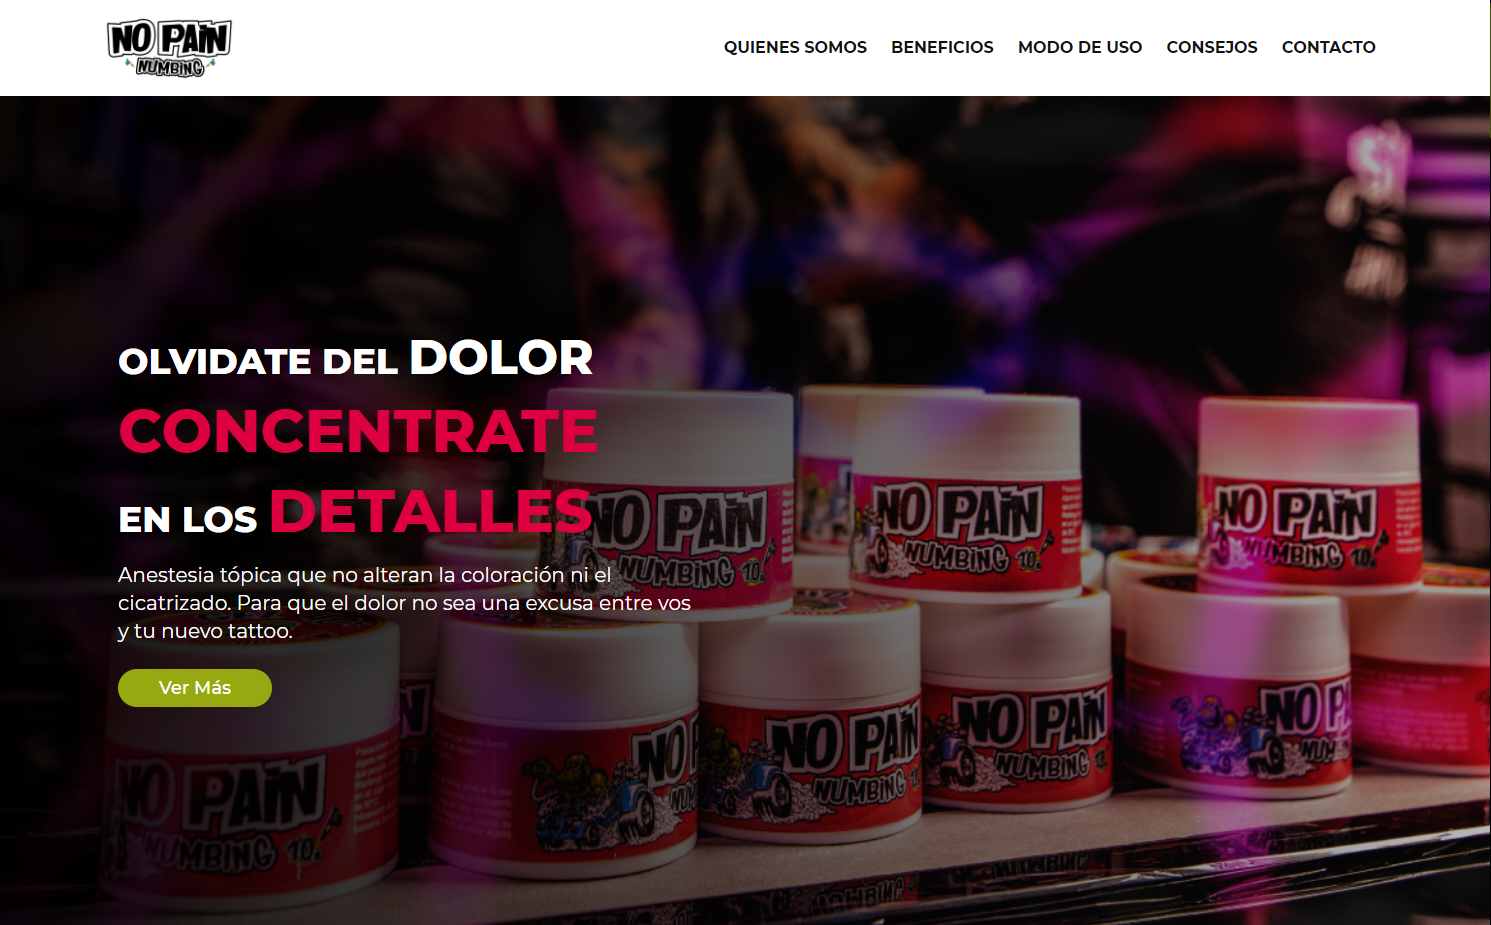 NO PAIN
NUMBING
QUIENES SOMOS BENEFICIOS MODO DE USO CONSEJOS CONTACTO
OLVIDATE DEL DOLOR
CONCENTRATE
EN LOS DETALLES
Anestesia tópica que no alteran la coloración ni el
cicatrizado. Para que el dolor no sea una excusa entre vos
y tu nuevo tattoo.
Ver Más
NO PAIN
NUMBING 10.
NO PAIN
NUMBING 10.
NO PAIN
NUMBING 10.
NO PAIN
NUMBING 10.
NO P
NUMB
NO PAIN
NUMBING
NO PAIN
NUMBING
NO P
NUM